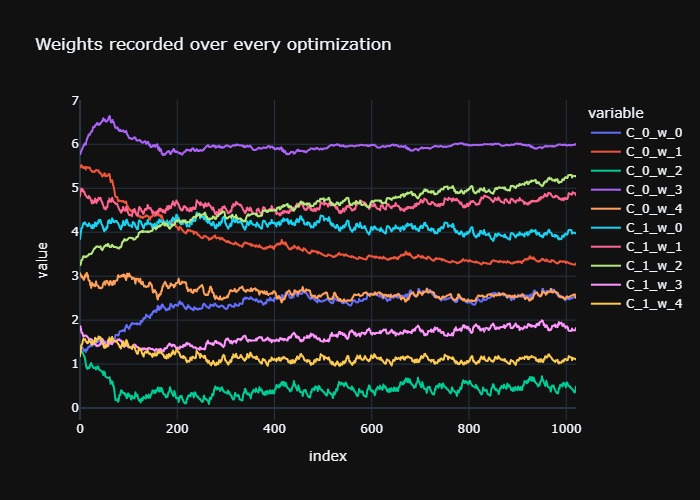 Weights recorded over every optimization
7
6
5
4
3
2
1
0
value
0 200 400 600 800 1000
index
variable
C_0_w_0
C_0_w_1
C_0_w_2
C_0_w_3
C_0_w_4
C_1_w_0
C_1_w_1
C_1_w_2
C_1_w_3
C_1_w_4